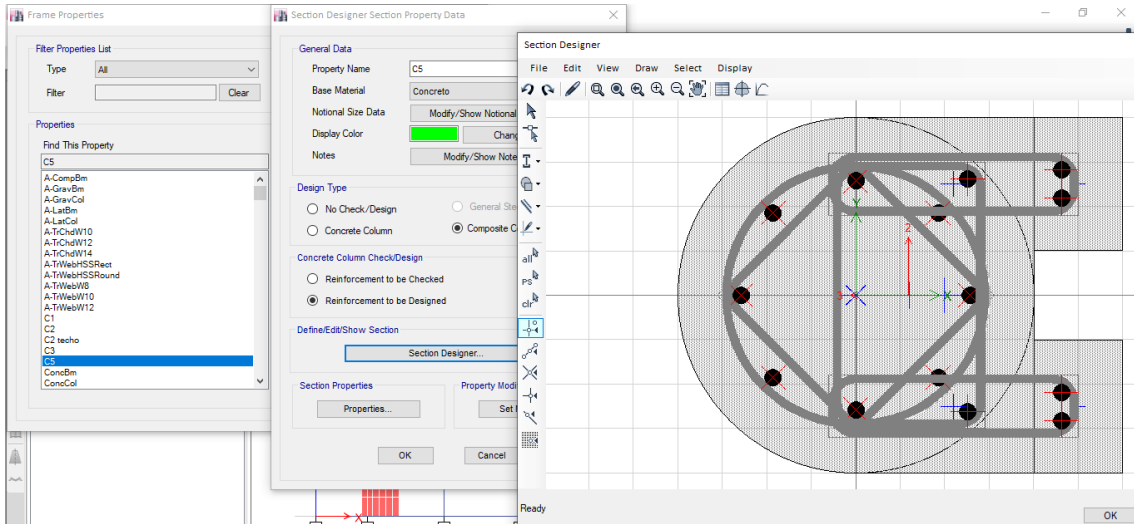 Frame Properties
Filter Properties List
Type
All
Filter
Clear
Properties
Find This Property
C5
A-CompBm
A-GravBm
A-GravCol
A-LatBm
A-LatCol
A-TrChdW10
A-TrChdW12
A-TrChdW14
A-TrWebHSSRect
A-TrWebHSSRound
A-TrWebW8
A-TrWebW10
A-TrWebW12
C1
C2
C2 techo
C3
C5
ConcBm
ConcCol
Section Designer Section Property Data
General Data
Property Name
C5
Base Material
Concreto
Notional Size Data
Modify/Show Notional
Display Color
Chang
Notes
Modify/Show Note
Design Type
No Check/Design
General Ste
Concrete Column
Composite C
Concrete Column Check/Design
Reinforcement to be Checked
Reinforcement to be Designed
Define/Edit/Show Section
Section Designer...
Section Properties
Properties...
Property Modi
Set
OK
Cancel
Section Designer
File Edit View Draw Select Display
all
PS
clr
Y
2
3
X
Ready
OK
X